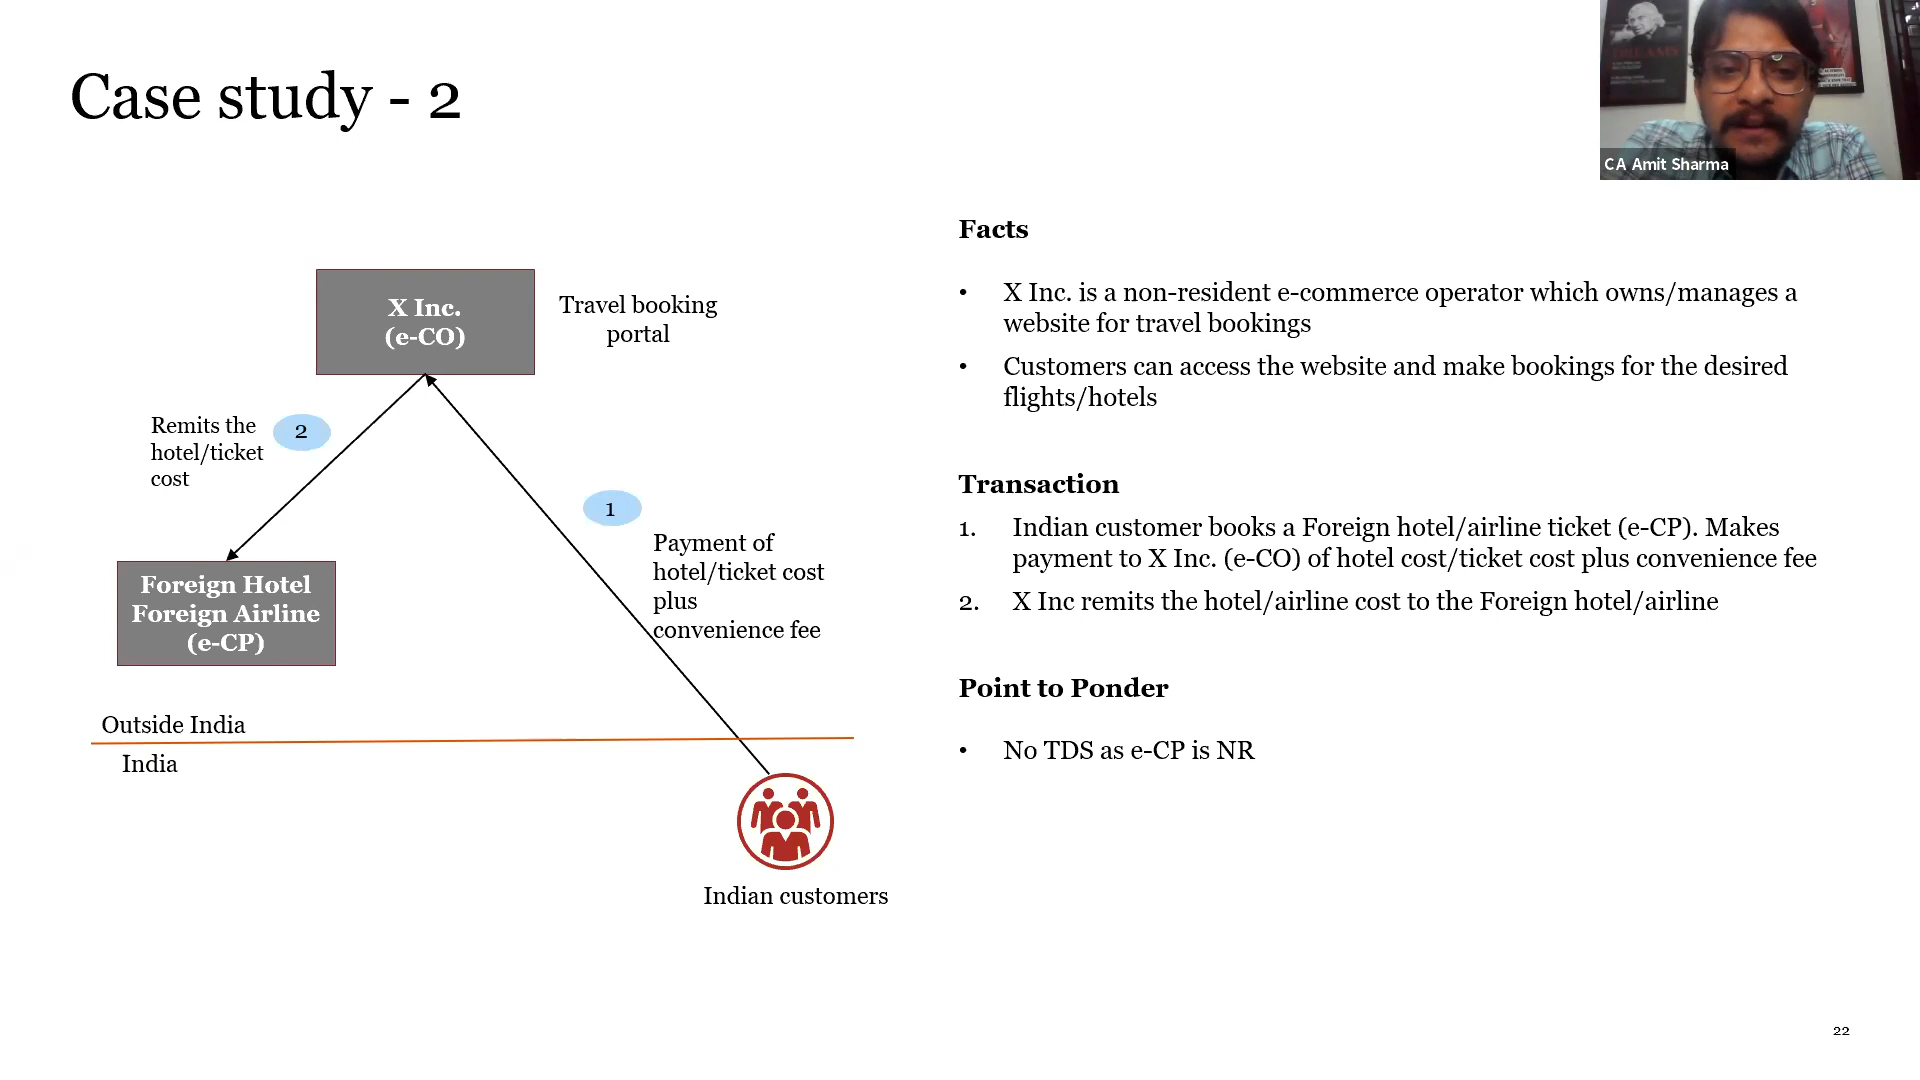 Case study - 2
CA Amit Sharma
X Inc.
(e-CO)
Travel booking
portal
Remits the
hotel/ticket
cost
2
1
Payment of
hotel/ticket cost
plus
convenience fee
Foreign Hotel
Foreign Airline
(e-CP)
Outside India
India
Indian customers
Facts
• X Inc. is a non-resident e-commerce operator which owns/manages a
website for travel bookings
• Customers can access the website and make bookings for the desired
flights/hotels
Transaction
1. Indian customer books a Foreign hotel/airline ticket (e-CP). Makes
payment to X Inc. (e-CO) of hotel cost/ticket cost plus convenience fee
2. X Inc remits the hotel/airline cost to the Foreign hotel/airline
Point to Ponder
• No TDS as e-CP is NR
22